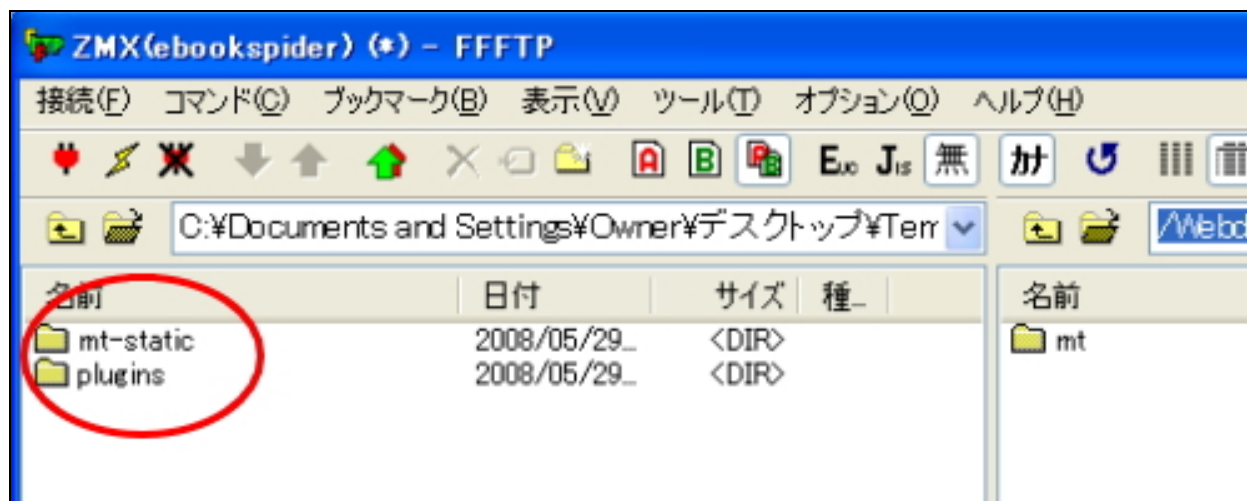 ZMX(ebookspider) (*) - FFFTP
接続(F) コマンド(C) ブックマーク(B) 表示(V) ツール(T) オプション(O) ヘルプ(H)
A B Euc JIS 無 カナ
C:¥Documents and Settings¥Owner¥デスクトップ¥Tem /Webd
名前 日付 サイズ 種... 名前
mt-static 2008/05/29... <DIR> mt
plugins 2008/05/29... <DIR>